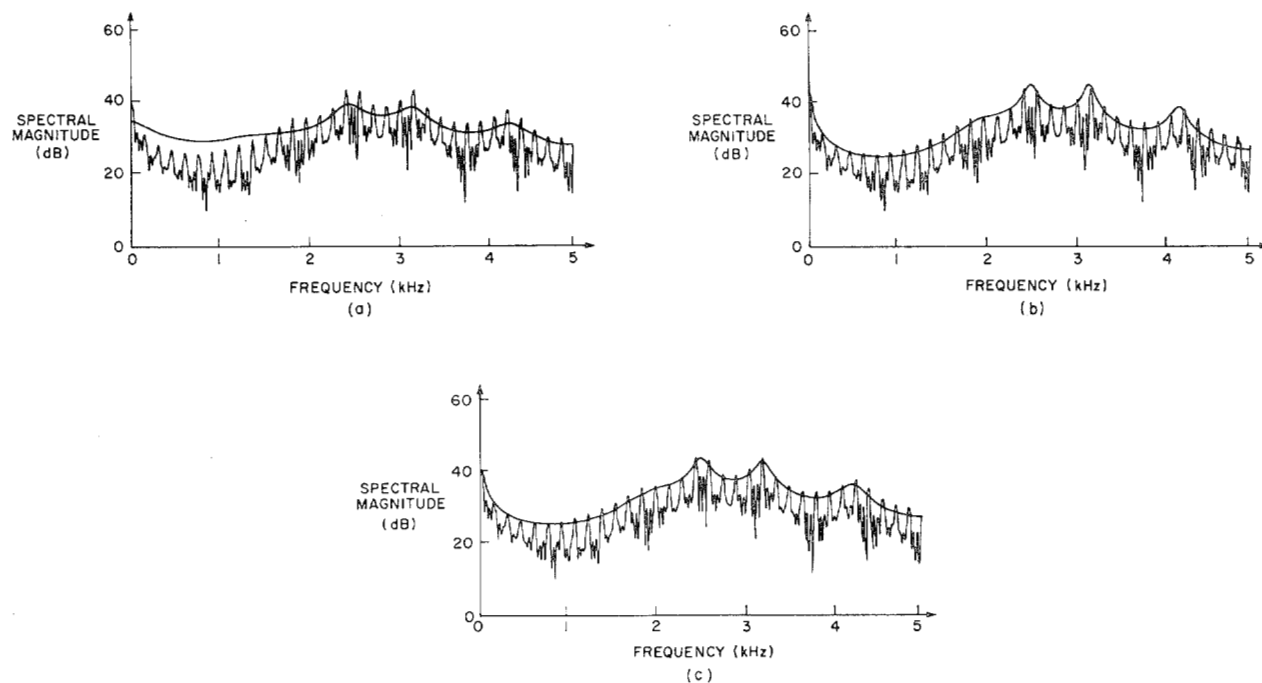 60
40
SPECTRAL
MAGNITUDE
(dB)
20
0
0 1 2 3 4 5
FREQUENCY (kHz)
(a)
60
40
SPECTRAL
MAGNITUDE
(dB)
20
0
0 1 2 3 4 5
FREQUENCY (kHz)
(b)
60
40
SPECTRAL
MAGNITUDE
(dB)
20
0
0 1 2 3 4 5
FREQUENCY (kHz)
(c)